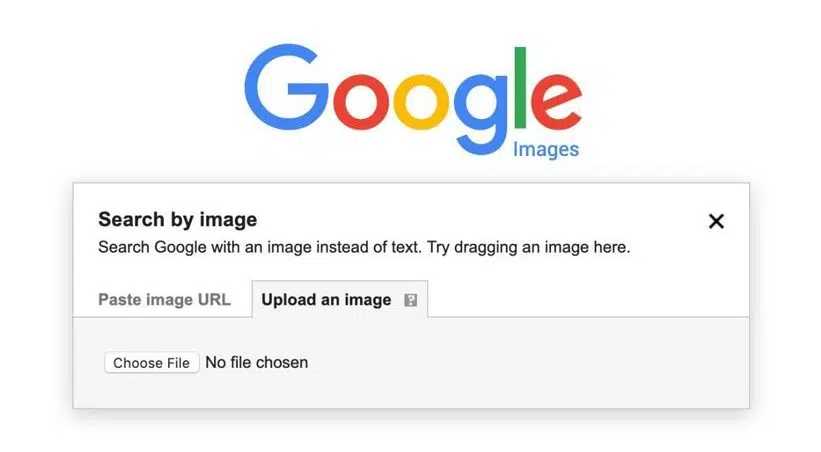 Google
Images
Search by image
Search Google with an image instead of text. Try dragging an image here.
Paste image URL Upload an image ?
Choose File No file chosen